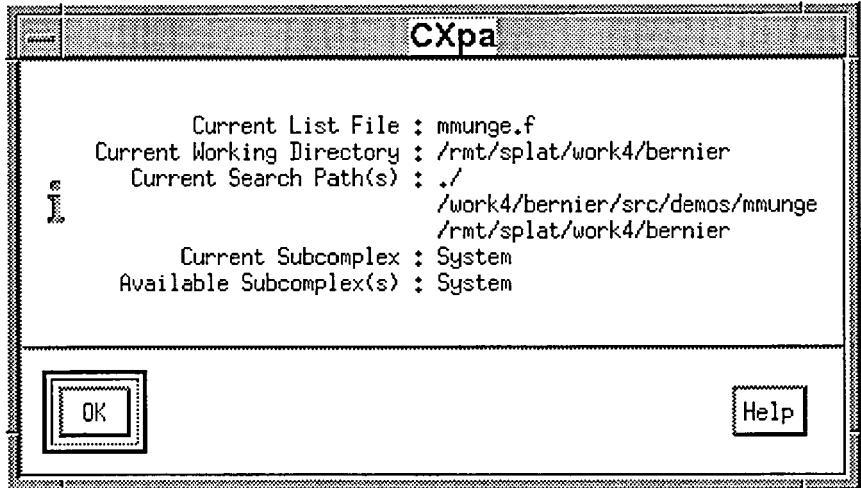 CXpa
Current List File : mmunge.f
Current Working Directory : /rmt/splat/work4/bernier
Current Search Path(s) : ./
/work4/bernier/src/demos/mmunge
/rmt/splat/work4/bernier
Current Subcomplex : System
Available Subcomplex(s) : System
OK
Help